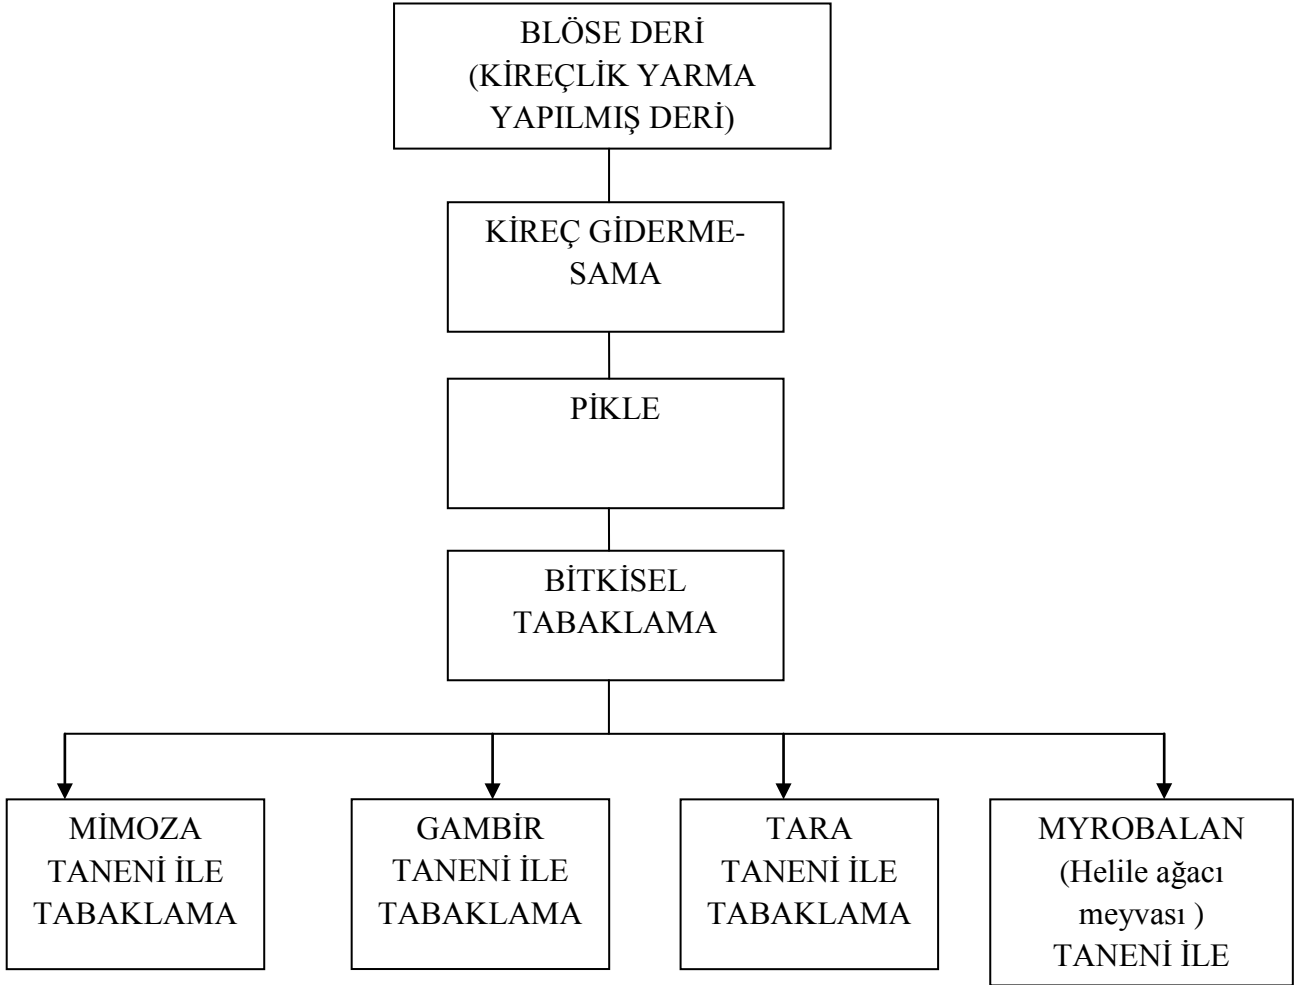 BLÖSE DERİ
(KİREÇLİK YARMA
YAPILMIŞ DERİ)
KİREÇ GİDERME-
SAMA
PİKLE
BİTKİSEL
TABAKLAMA
MİMOZA
TANENİ İLE
TABAKLAMA
GAMBİR
TANENİ İLE
TABAKLAMA
TARA
TANENİ İLE
TABAKLAMA
MYROBALAN
(Helile ağacı
meyvası )
TANENİ İLE